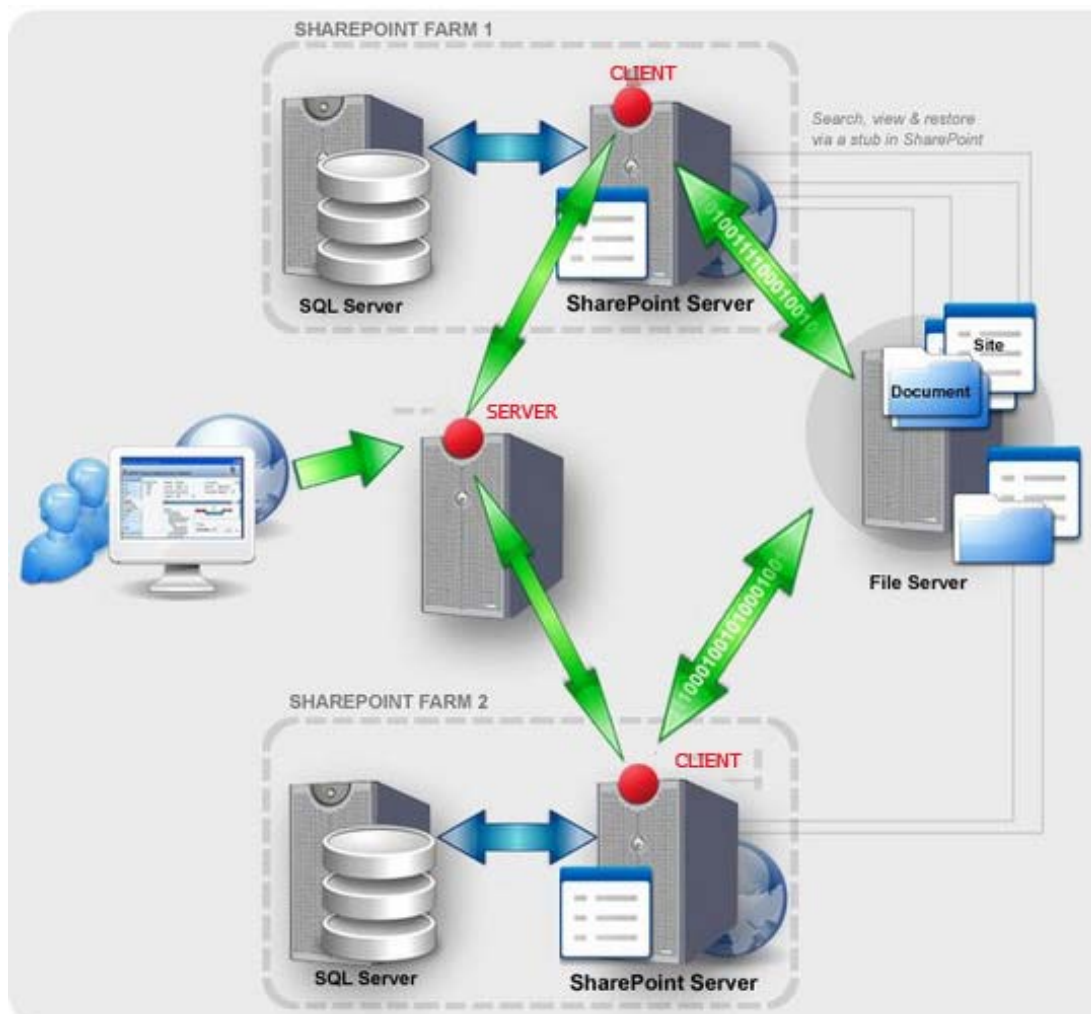 SHAREPOINT FARM 1
CLIENT
Search, view & restore
via a stub in SharePoint
SQL Server
SharePoint Server
Site
Document
SERVER
File Server
SHAREPOINT FARM 2
CLIENT
SQL Server
SharePoint Server